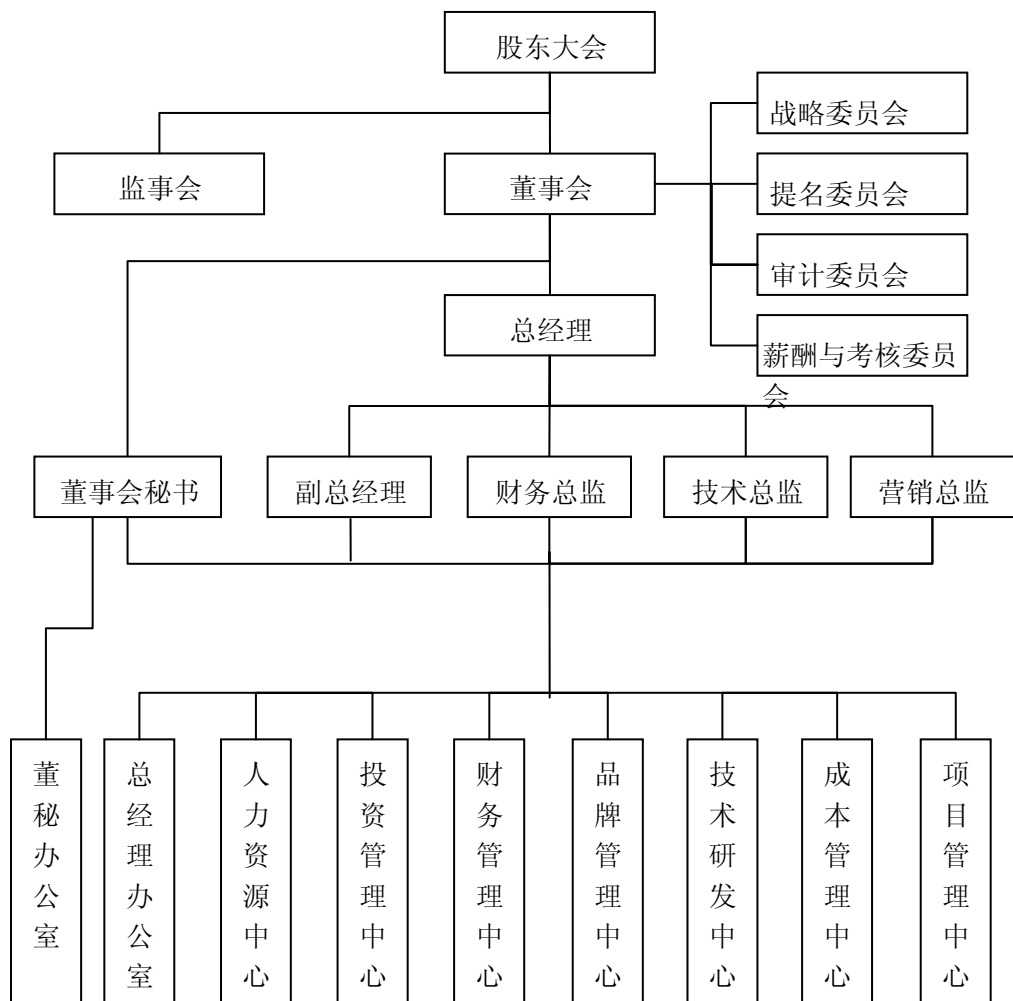 股东大会
战略委员会
监事会
董事会
提名委员会
审计委员会
总经理
薪酬与考核委员
会
董事会秘书
副总经理
财务总监
技术总监
营销总监
董秘办公室
总经理办公室
人力资源中心
投资管理中心
财务管理中心
品牌管理中心
技术研发中心
成本管理中心
项目管理中心